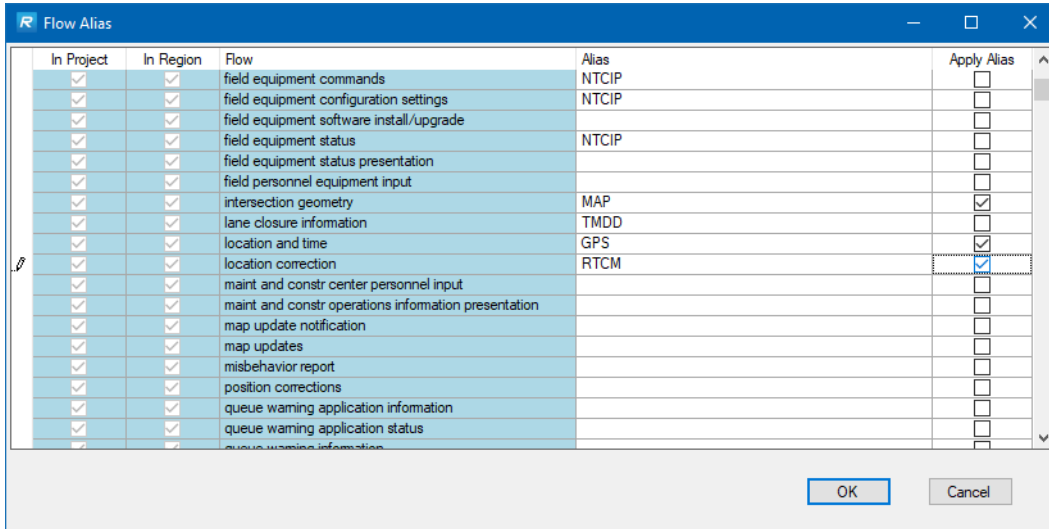 R Flow Alias
In Project In Region Flow Alias Apply Alias
field equipment commands NTCIP
field equipment configuration settings NTCIP
field equipment software install/upgrade
field equipment status NTCIP
field equipment status presentation
field personnel equipment input
intersection geometry MAP
lane closure information TMDD
location and time GPS
location correction RTCM
maint and constr center personnel input
maint and constr operations information presentation
map update notification
map updates
misbehavior report
position corrections
queue warning application information
queue warning application status
queue warning information
OK Cancel